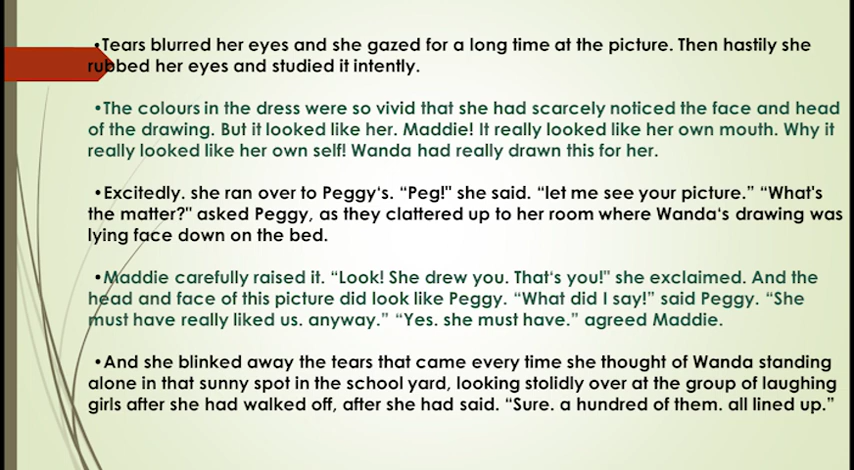 •Tears blurred her eyes and she gazed for a long time at the picture. Then hastily she
rubbed her eyes and studied it intently.
•The colours in the dress were so vivid that she had scarcely noticed the face and head
of the drawing. But it looked like her. Maddie! It really looked like her own mouth. Why it
really looked like her own self! Wanda had really drawn this for her.
•Excitedly. she ran over to Peggy's. “Peg!" she said. “let me see your picture.” “What's
the matter?" asked Peggy, as they clattered up to her room where Wanda's drawing was
lying face down on the bed.
•Maddie carefully raised it. “Look! She drew you. That's you!" she exclaimed. And the
head and face of this picture did look like Peggy. “What did I say!” said Peggy. “She
must have really liked us. anyway.” “Yes. she must have.” agreed Maddie.
•And she blinked away the tears that came every time she thought of Wanda standing
alone in that sunny spot in the school yard, looking stolidly over at the group of laughing
girls after she had walked off, after she had said. “Sure. a hundred of them. all lined up.”